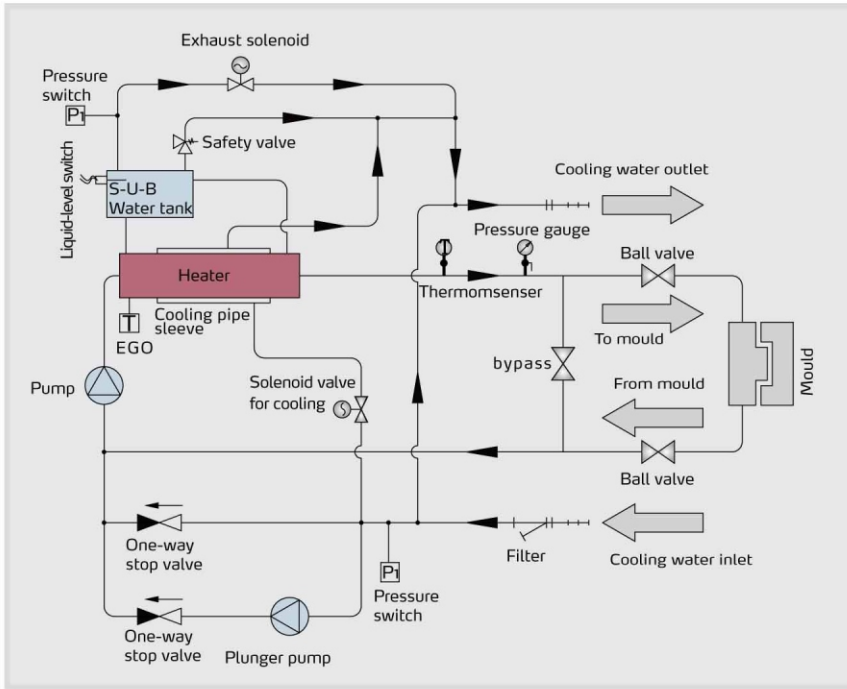 Exhaust solenoid
Pressure
switch
P1
Safety valve
Liquid-level switch
S-U-B
Water tank
Cooling water outlet
Pressure gauge
Ball valve
Heater
Thermomsenser
T
EGO
Cooling pipe
sleeve
To mould
Mould
Pump
Solenoid valve
for cooling
bypass
From mould
Ball valve
One-way
stop valve
Filter
Cooling water inlet
P1
Pressure
switch
One-way
stop valve
Plunger pump